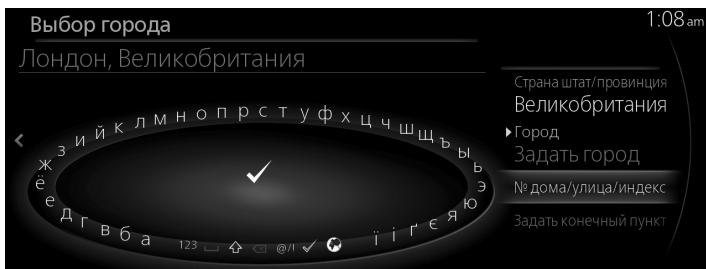 Выбор города
1:08 am
Лондон, Великобритания
Страна штат/провинция
Великобритания
Город
Задать город
№ дома/улица/индекс
Задать конечный пункт
а б в г д е ё ж з и й к л м н о п р с т у ф х ц ч ш щ ъ ы ь э ю я є ґ і ї
123 @/!